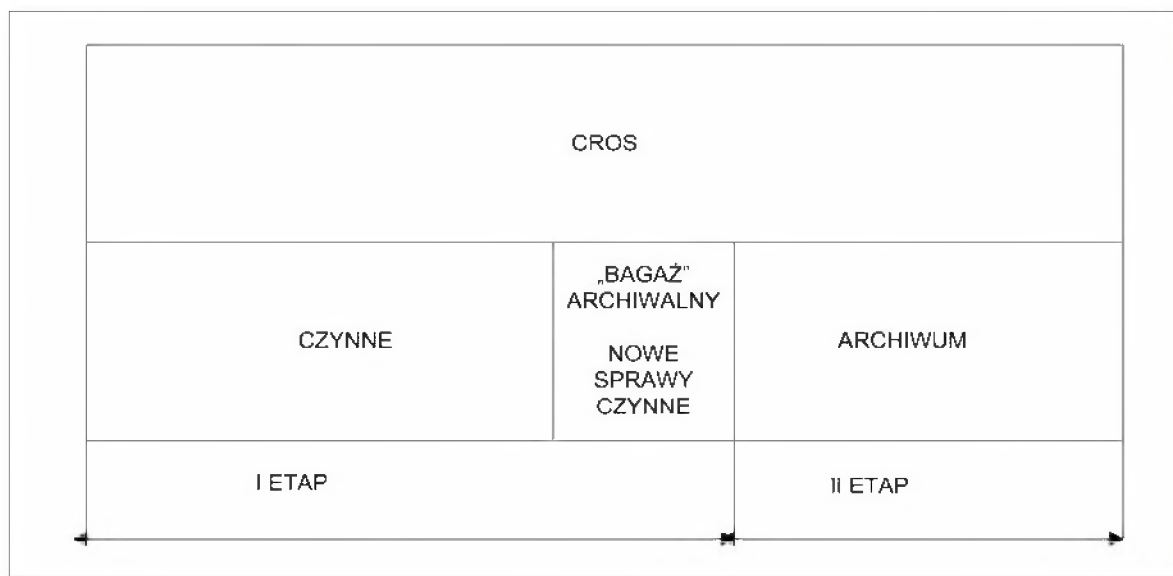 CROS
CZYNNE
„BAGAŻ”
ARCHIWALNY
NOWE
SPRAWY
CZYNNE
ARCHIWUM
I ETAP
II ETAP